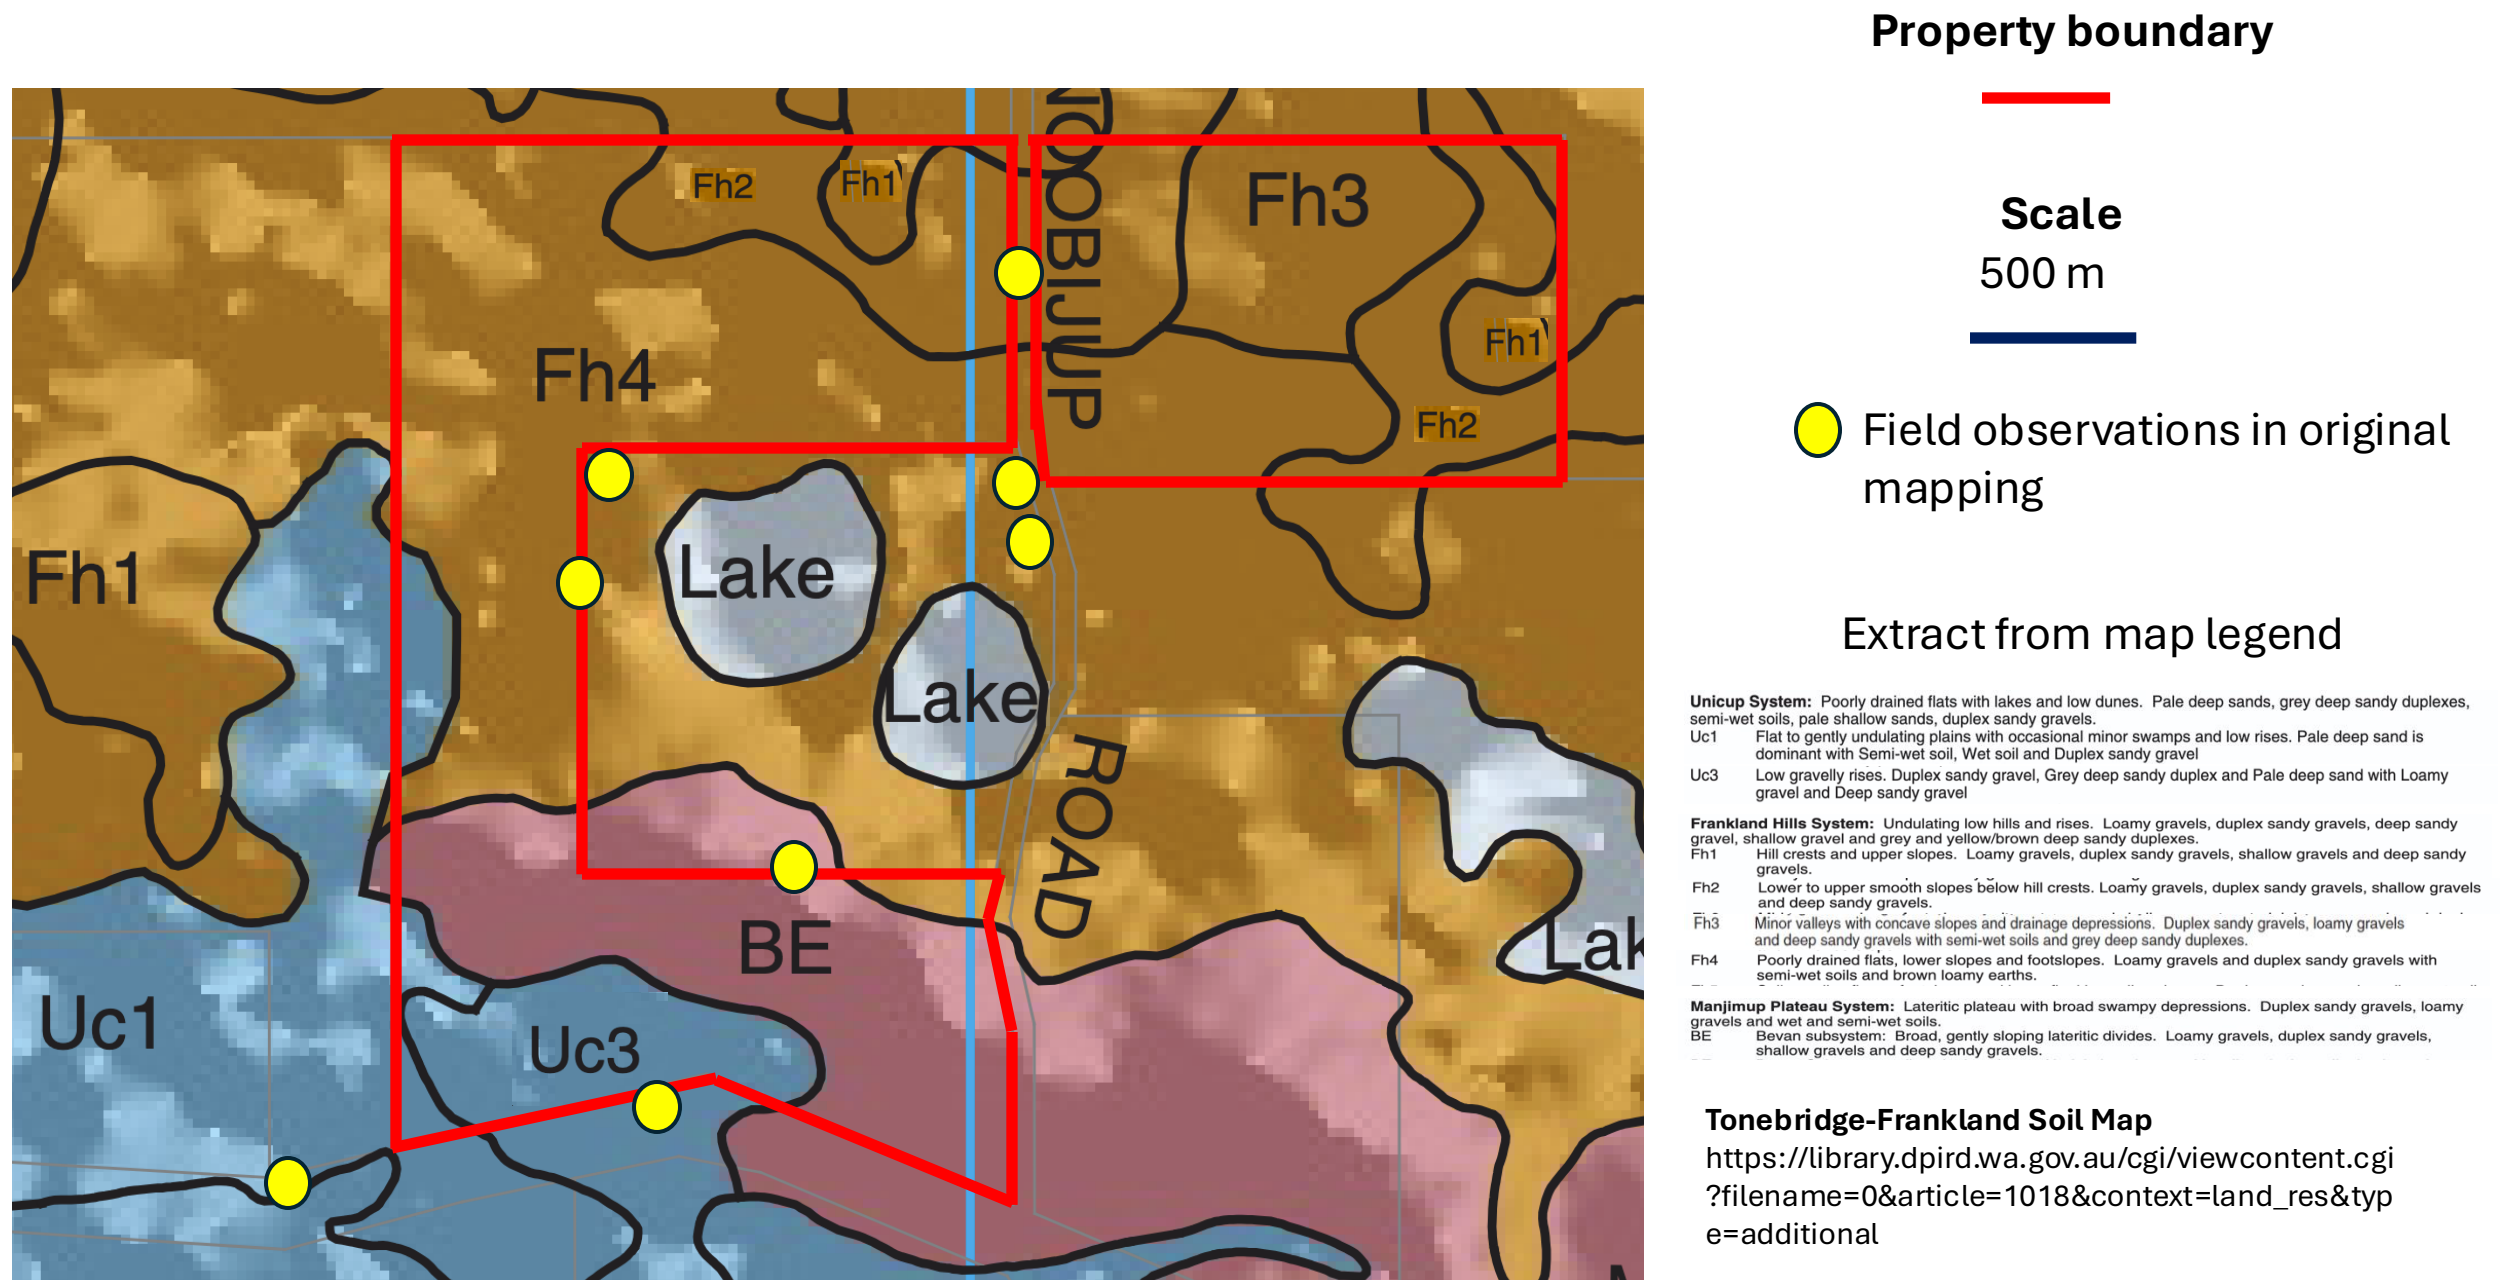 Property boundary
Scale
500 m
Field observations in original
mapping
Extract from map legend
Unicup System: Poorly drained flats with lakes and low dunes. Pale deep sands, grey deep sandy duplexes,
semi-wet soils, pale shallow sands, duplex sandy gravels.
Uc1 Flat to gently undulating plains with occasional minor swamps and low rises. Pale deep sand is
dominant with Semi-wet soil, Wet soil and Duplex sandy gravel
Uc3 Low gravelly rises. Duplex sandy gravel, Grey deep sandy duplex and Pale deep sand with Loamy
gravel and Deep sandy gravel
Frankland Hills System: Undulating low hills and rises. Loamy gravels, duplex sandy gravels, deep sandy
gravel, shallow gravel and grey and yellow/brown deep sandy duplexes.
Fh1 Hill crests and upper slopes. Loamy gravels, duplex sandy gravels, shallow gravels and deep sandy
gravels.
Fh2 Lower to upper smooth slopes below hill crests. Loamy gravels, duplex sandy gravels, shallow gravels
and deep sandy gravels.
Fh3 Minor valleys with concave slopes and drainage depressions. Duplex sandy gravels, loamy gravels
and deep sandy gravels with semi-wet soils and grey deep sandy duplexes.
Fh4 Poorly drained flats, lower slopes and footslopes. Loamy gravels and duplex sandy gravels with
semi-wet soils and brown loamy earths.
Manjimup Plateau System: Lateritic plateau with broad swampy depressions. Duplex sandy gravels, loamy
gravels and wet and semi-wet soils.
BE Bevan subsystem: Broad, gently sloping lateritic divides. Loamy gravels, duplex sandy gravels,
shallow gravels and deep sandy gravels.
Tonebridge-Frankland Soil Map
https://library.dpird.wa.gov.au/cgi/viewcontent.cgi
?filename=0&article=1018&context=land_res&typ
e=additional
Fh2
Fh1
NOOBIJUP
Fh3
Fh1
Fh4
Fh2
Fh1
Lake
Lake
ROAD
BE
Lak
Uc1
Uc3